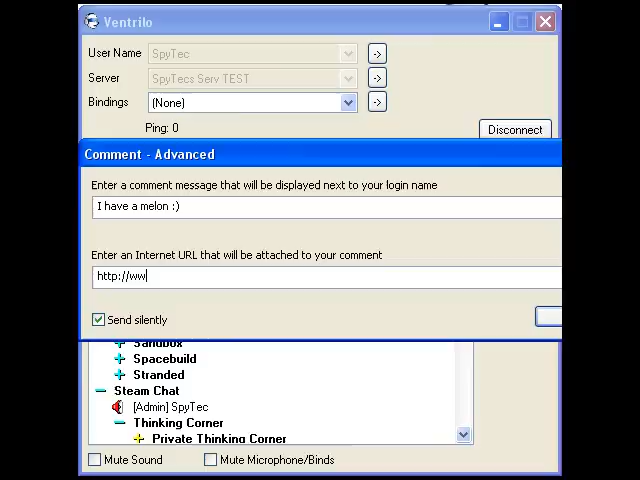 Ventrilo
User Name SpyTec ->
Server SpyTecs Serv TEST ->
Bindings (None) ->
Ping: 0
Disconnect
Comment - Advanced
Enter a comment message that will be displayed next to your login name
I have a melon :)
Enter an Internet URL that will be attached to your comment
http://ww
Send silently
Sandbox
Spacebuild
Stranded
Steam Chat
[Admin] SpyTec
Thinking Corner
Private Thinking Corner
Mute Sound Mute Microphone/Binds